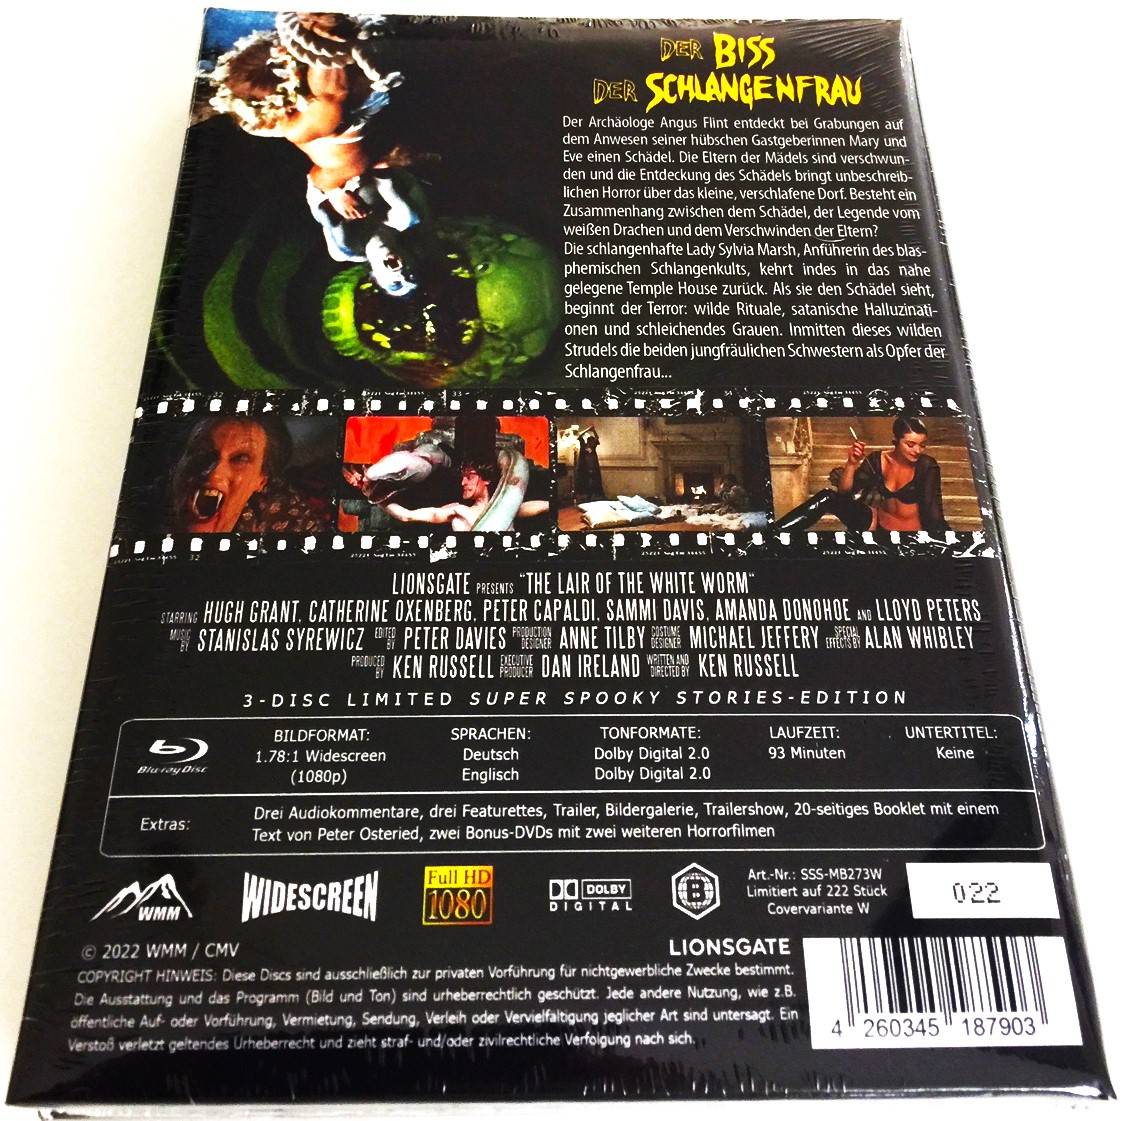 DER BISS
DER SCHLANGENFRAU
Der Archäologe Angus Flint entdeckt bei Grabungen auf
dem Anwesen seiner hübschen Gastgeberinnen Mary und
Eve einen Schädel. Die Eltern der Mädels sind verschwun-
den und die Entdeckung des Schädels bringt unbeschreib-
lichen Horror über das kleine, verschlafene Dorf. Besteht ein
Zusammenhang zwischen dem Schädel, der Legende vom
weißen Drachen und dem Verschwinden der Eltern?
Die schlangenhafte Lady Sylvia Marsh, Anführerin des blas-
phemischen Schlangenkults, kehrt indes in das nahe
gelegene Temple House zurück. Als sie den Schädel sieht,
beginnt der Terror: wilde Rituale, satanische Halluzinati-
onen und schleichendes Grauen. Inmitten dieses wilden
Strudels die beiden jungfräulichen Schwestern als Opfer der
Schlangenfrau...
LIONSGATE PRESENTS "THE LAIR OF THE WHITE WORM"
STARRING HUGH GRANT, CATHERINE OXENBERG, PETER CAPALDI, SAMMI DAVIS, AMANDA DONOHOE AND LLOYD PETERS
MUSIC BY STANISLAS SYREWICZ EDITED BY PETER DAVIES PRODUCTION DESIGNER ANNE TILBY COSTUME DESIGNER MICHAEL JEFFERY SPECIAL EFFECTS BY ALAN WHIBLEY
PRODUCED BY KEN RUSSELL EXECUTIVE PRODUCER DAN IRELAND WRITTEN AND DIRECTED BY KEN RUSSELL
3-DISC LIMITED SUPER SPOOKY STORIES-EDITION
Blu-ray Disc
BILDFORMAT:
1.78:1 Widescreen
(1080p)
SPRACHEN:
Deutsch
Englisch
TONFORMATE:
Dolby Digital 2.0
Dolby Digital 2.0
LAUFZEIT:
93 Minuten
UNTERTITEL:
Keine
Extras:
Drei Audiokommentare, drei Featurettes, Trailer, Bildergalerie, Trailershow, 20-seitiges Booklet mit einem
Text von Peter Osteried, zwei Bonus-DVDs mit zwei weiteren Horrorfilmen
WMM
WIDESCREEN
Full HD
1080
DOLBY
DIGITAL
B
Art.-Nr.: SSS-MB273W
Limitiert auf 222 Stück
Covervariante W
022
© 2022 WMM / CMV
LIONSGATE
COPYRIGHT HINWEIS: Diese Discs sind ausschließlich zur privaten Vorführung für nichtgewerbliche Zwecke bestimmt.
Die Ausstattung und das Programm (Bild und Ton) sind urheberrechtlich geschützt. Jede andere Nutzung, wie z.B.
öffentliche Auf- oder Vorführung, Vermietung, Sendung, Verleih oder Vervielfältigung jeglicher Art sind untersagt. Ein
Verstoß verletzt geltendes Urheberrecht und zieht straf- und/oder zivilrechtliche Verfolgung nach sich.
4 260345 187903